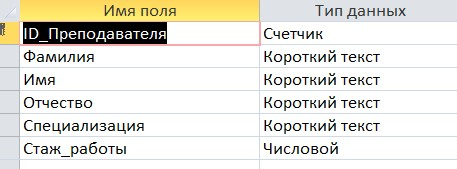 Имя поля Тип данных
ID_Преподавателя Счетчик
Фамилия Короткий текст
Имя Короткий текст
Отчество Короткий текст
Специализация Короткий текст
Стаж_работы Числовой